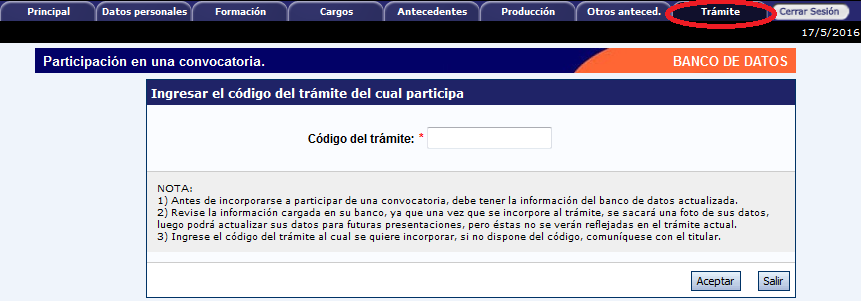 Principal Datos personales Formación Cargos Antecedentes Producción Otros anteced. Trámite Cerrar Sesión
17/5/2016
Participación en una convocatoria. BANCO DE DATOS
Ingresar el código del trámite del cual participa
Código del trámite: *
NOTA:
1) Antes de incorporarse a participar de una convocatoria, debe tener la información del banco de datos actualizada.
2) Revise la información cargada en su banco, ya que una vez que se incorpore al trámite, se sacará una foto de sus datos,
luego podrá actualizar sus datos para futuras presentaciones, pero éstas no se verán reflejadas en el trámite actual.
3) Ingrese el código del trámite al cual se quiere incorporar, si no dispone del código, comuníquese con el titular.
Aceptar Salir